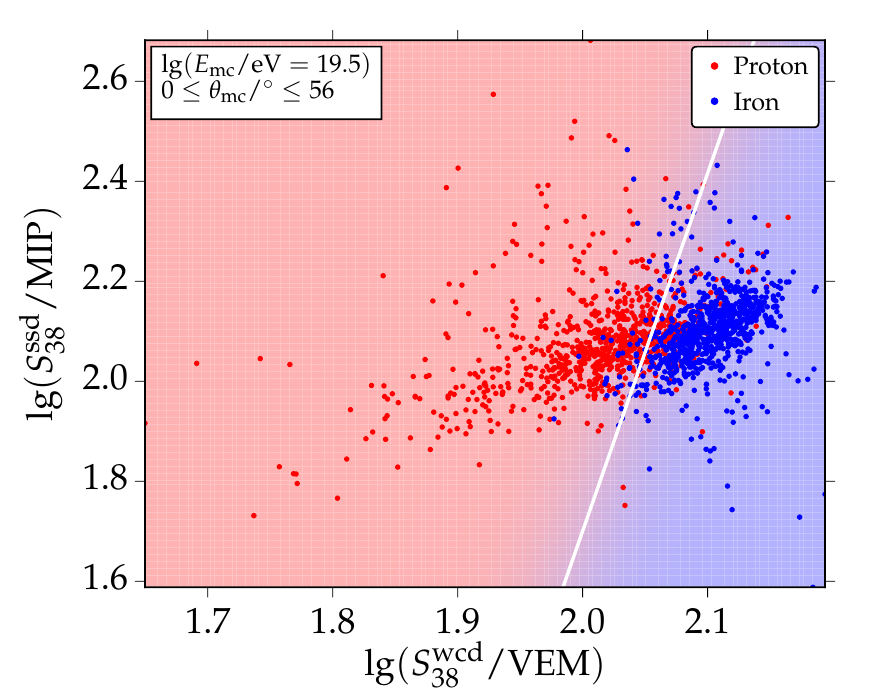 lg(E_mc/eV = 19.5)
0 ≤ θ_mc/° ≤ 56
Proton
Iron
2.6
2.4
2.2
2.0
1.8
1.6
lg(S_38^ssd/MIP)
1.7 1.8 1.9 2.0 2.1
lg(S_38^wcd/VEM)